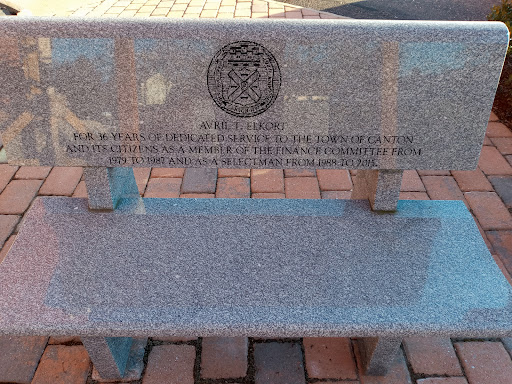 AVRIL T. ELKORT
FOR 36 YEARS OF DEDICATED SERVICE TO THE TOWN OF CANTON
AND ITS CITIZENS AS A MEMBER OF THE FINANCE COMMITTEE FROM
1979 TO 1987 AND AS A SELECTMAN FROM 1988 TO 2015.